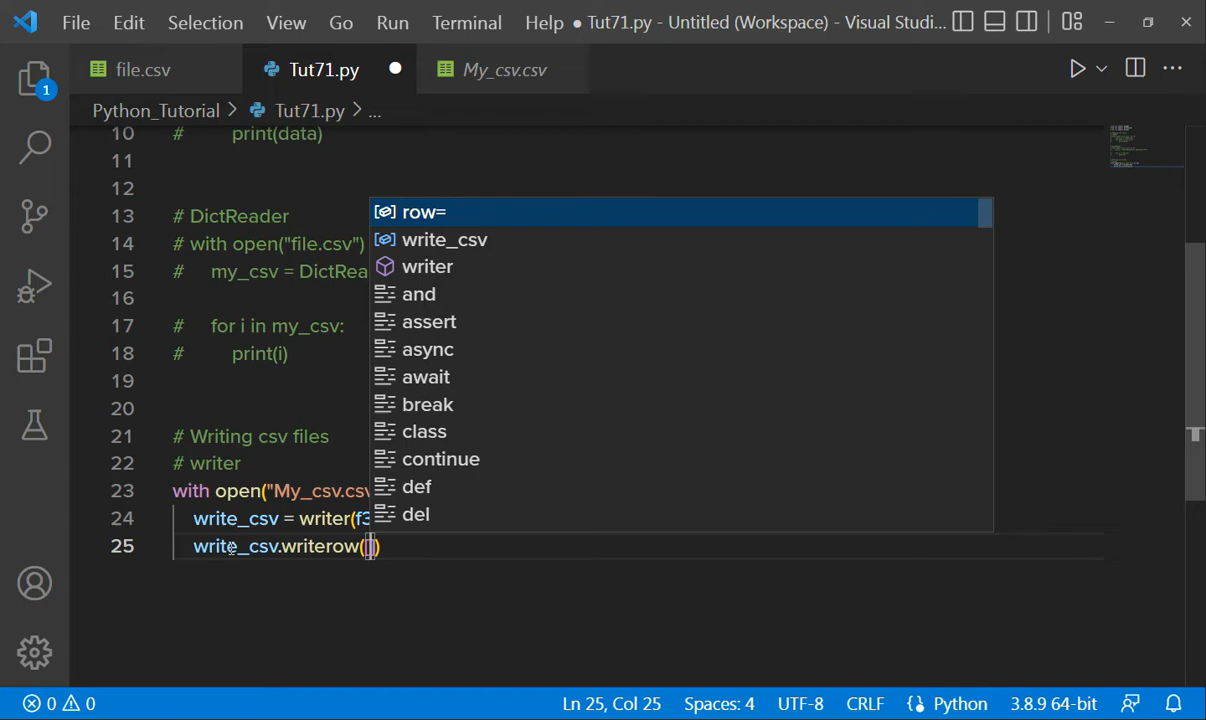 File Edit Selection View Go Run Terminal Help ● Tut71.py - Untitled (Workspace) - Visual Studi...
file.csv Tut71.py ● My_csv.csv
1
Python_Tutorial > Tut71.py > ...
10 # print(data)
11
12
13 # DictReader
14 # with open("file.csv")
15 # my_csv = DictRea
16
17 # for i in my_csv:
18 # print(i)
19
20
21 # Writing csv files
22 # writer
23 with open("My_csv.csv
24 write_csv = writer(f3
25 write_csv.writerow([])
row=
write_csv
writer
and
assert
async
await
break
class
continue
def
del
0 0 Ln 25, Col 25 Spaces: 4 UTF-8 CRLF Python 3.8.9 64-bit